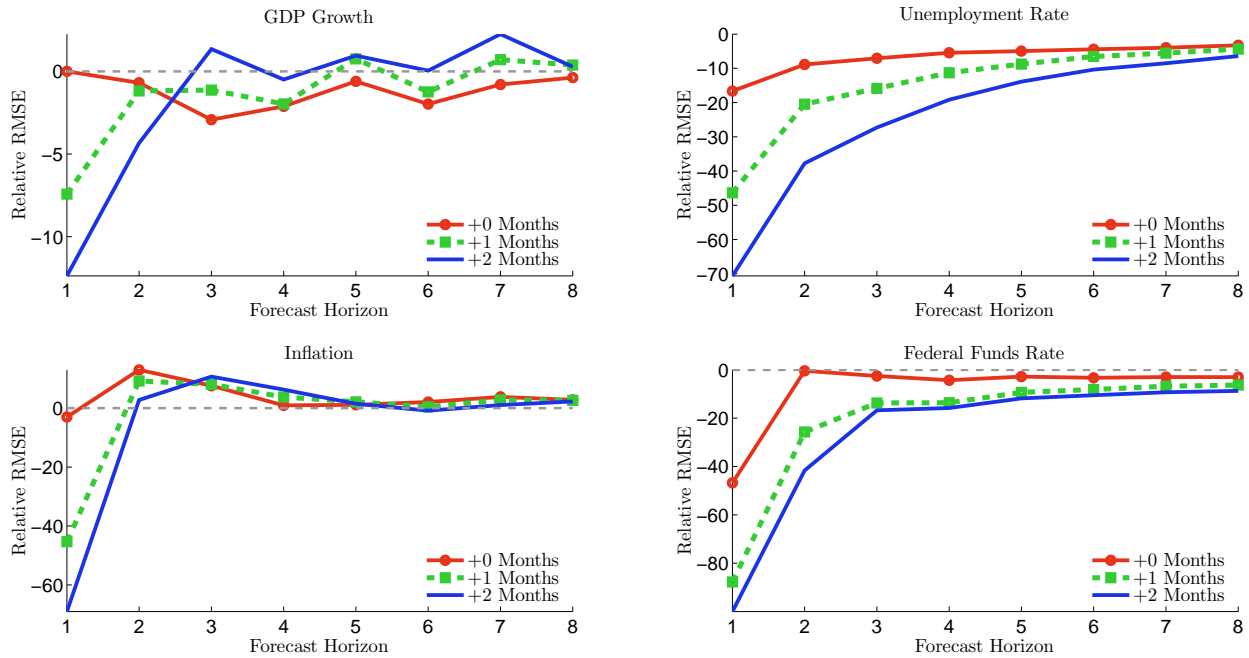 GDP Growth
Relative RMSE
0
−5
−10
+0 Months
+1 Months
+2 Months
1 2 3 4 5 6 7 8
Forecast Horizon
Unemployment Rate
Relative RMSE
0
−10
−20
−30
−40
−50
−60
−70
+0 Months
+1 Months
+2 Months
1 2 3 4 5 6 7 8
Forecast Horizon
Inflation
Relative RMSE
0
−20
−40
−60
+0 Months
+1 Months
+2 Months
1 2 3 4 5 6 7 8
Forecast Horizon
Federal Funds Rate
Relative RMSE
0
−20
−40
−60
−80
+0 Months
+1 Months
+2 Months
1 2 3 4 5 6 7 8
Forecast Horizon